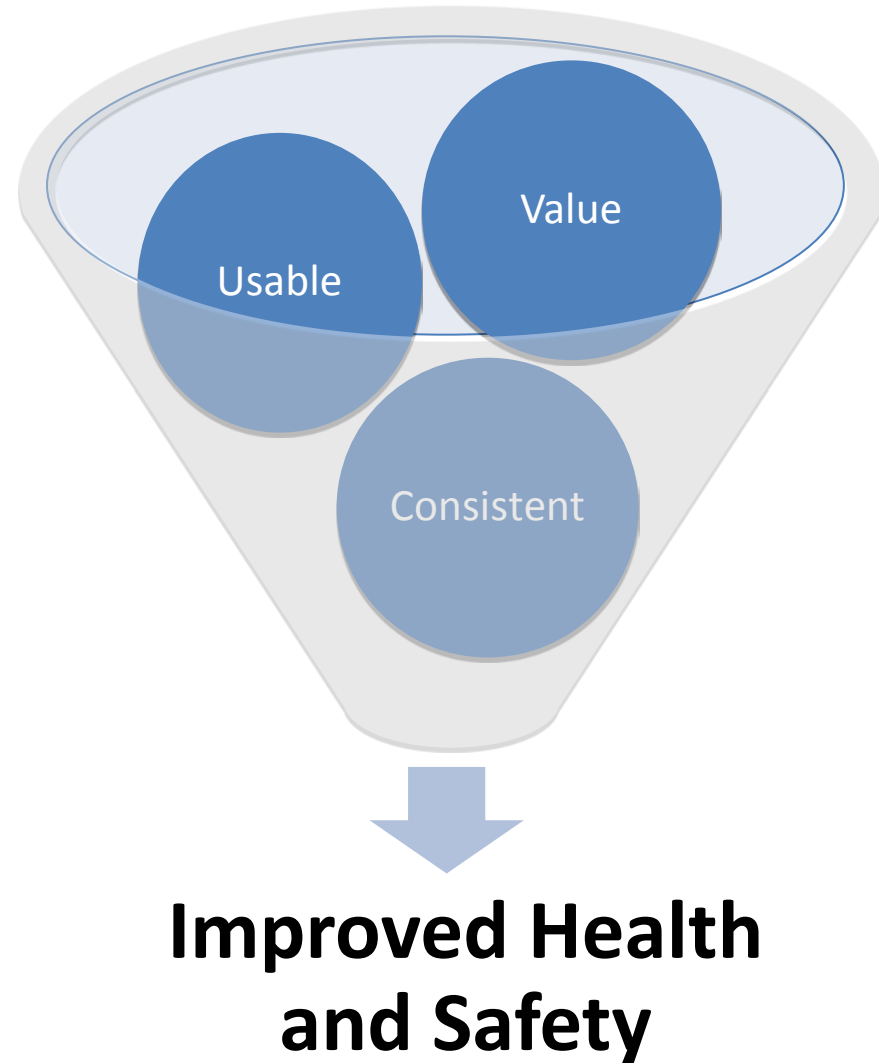 Value
Usable
Consistent
Improved Health
and Safety